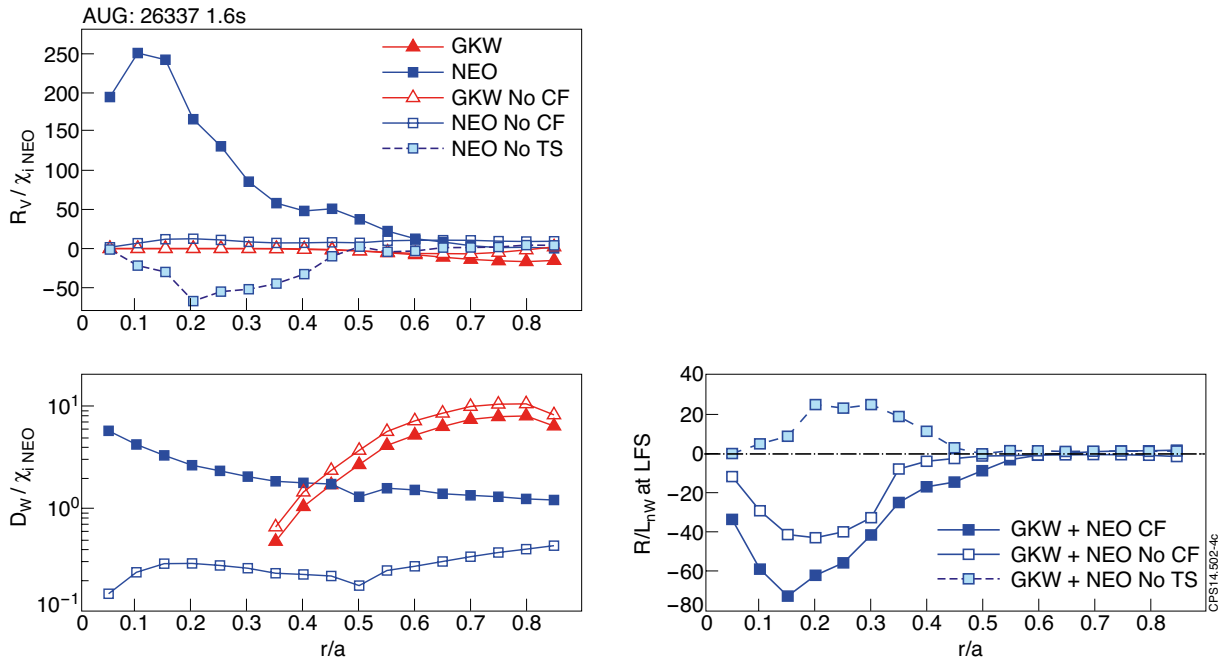 AUG: 26337 1.6s
R_V / χ_i NEO
250
200
150
100
50
0
−50
GKW
NEO
GKW No CF
NEO No CF
NEO No TS
0 0.1 0.2 0.3 0.4 0.5 0.6 0.7 0.8
D_W / χ_i NEO
10^1
10^0
10^−1
0 0.1 0.2 0.3 0.4 0.5 0.6 0.7 0.8
r/a
R/L_nW at LFS
40
20
0
−20
−40
−60
−80
GKW + NEO CF
GKW + NEO No CF
GKW + NEO No TS
0 0.1 0.2 0.3 0.4 0.5 0.6 0.7 0.8
r/a
CPS14.502-4c